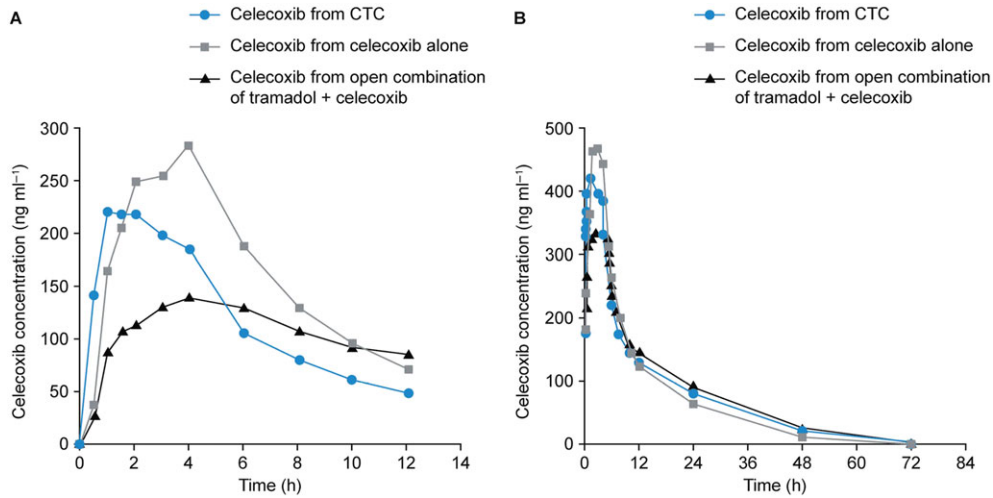 A
Celecoxib from CTC
Celecoxib from celecoxib alone
Celecoxib from open combination
of tramadol + celecoxib
Celecoxib concentration (ng ml⁻¹)
300
250
200
150
100
50
0
0 2 4 6 8 10 12 14
Time (h)
B
Celecoxib from CTC
Celecoxib from celecoxib alone
Celecoxib from open combination
of tramadol + celecoxib
Celecoxib concentration (ng ml⁻¹)
500
400
300
200
100
0
0 12 24 36 48 60 72 84
Time (h)